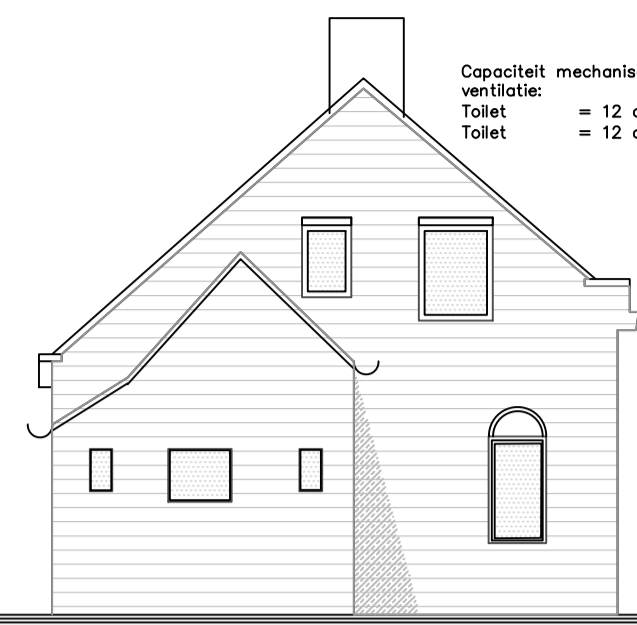 Capaciteit mechanis
ventilatie:
Toilet = 12
Toilet = 12